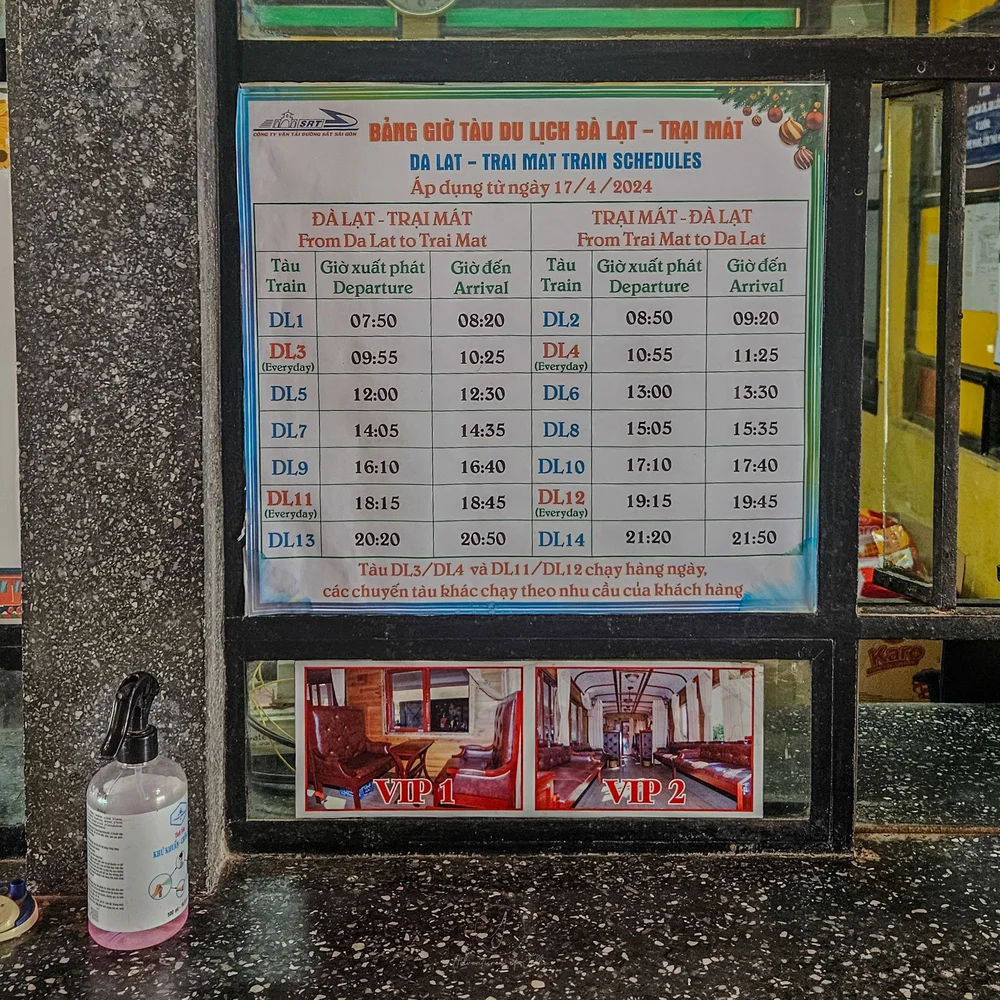 SRT
CÔNG TY VẬN TẢI ĐƯỜNG SẮT SÀI GÒN
BẢNG GIỜ TÀU DU LỊCH ĐÀ LẠT - TRẠI MÁT
DA LAT - TRAI MAT TRAIN SCHEDULES
Áp dụng từ ngày 17/4/2024
ĐÀ LẠT - TRẠI MÁT TRẠI MÁT - ĐÀ LẠT
From Da Lat to Trai Mat From Trai Mat to Da Lat
Tàu Giờ xuất phát Giờ đến Tàu Giờ xuất phát Giờ đến
Train Departure Arrival Train Departure Arrival
DL1 07:50 08:20 DL2 08:50 09:20
DL3 (Everyday) 09:55 10:25 DL4 (Everyday) 10:55 11:25
DL5 12:00 12:30 DL6 13:00 13:30
DL7 14:05 14:35 DL8 15:05 15:35
DL9 16:10 16:40 DL10 17:10 17:40
DL11 (Everyday) 18:15 18:45 DL12 (Everyday) 19:15 19:45
DL13 20:20 20:50 DL14 21:20 21:50
Tàu DL3/DL4 và DL11/DL12 chạy hàng ngày,
các chuyến tàu khác chạy theo nhu cầu của khách hàng
VIP 1 VIP 2
Karo
KHỬ KHUẨN